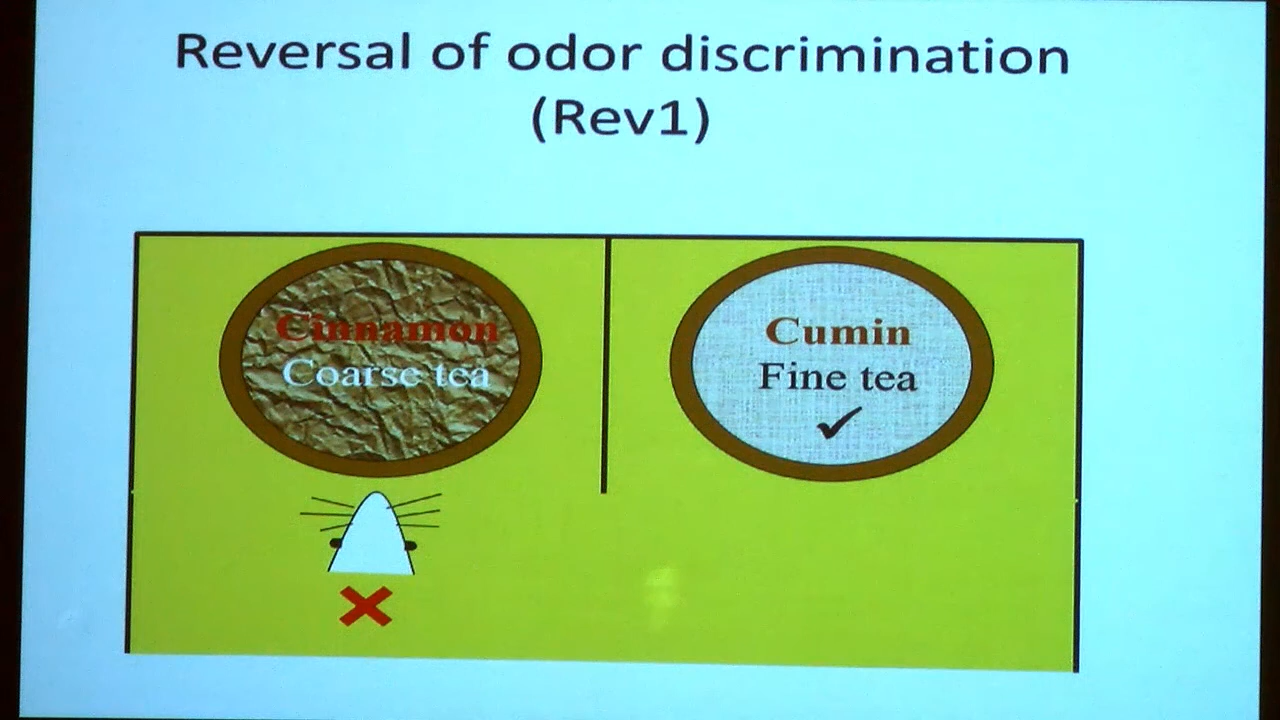 Reversal of odor discrimination
(Rev1)
Cinnamon
Coarse tea
Cumin
Fine tea